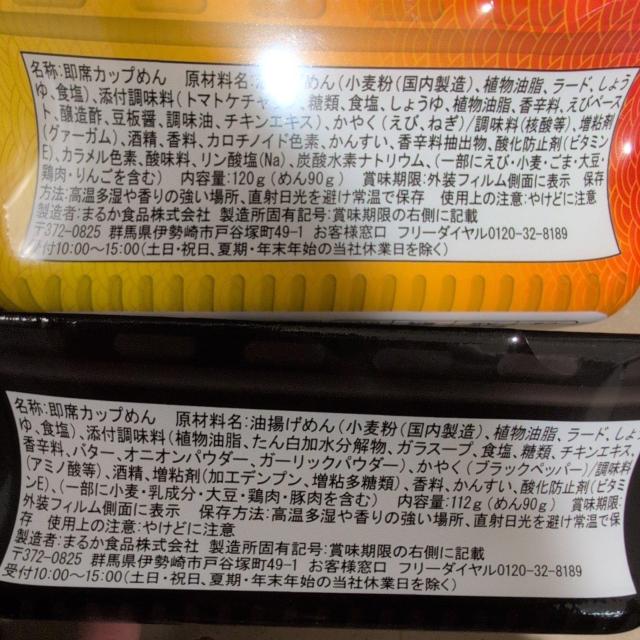 名称:即席カップめん　原材料名:めん(小麦粉(国内製造)、植物油脂、ラード、しょう
ゆ、食塩)、添付調味料(トマトケチャ、糖類、食塩、しょうゆ、植物油脂、香辛料、えびペース
ト、醸造酢、豆板醤、調味油、チキンエキス)、かやく(えび、ねぎ)/調味料(核酸等)、増粘剤
(グァーガム)、酒精、香料、カロチノイド色素、かんすい、香辛料抽出物、酸化防止剤(ビタミン
E)、カラメル色素、酸味料、リン酸塩(Na)、炭酸水素ナトリウム、(一部にえび・小麦・ごま・大豆・
鶏肉・りんごを含む)　内容量:120g(めん90g)　賞味期限:外装フィルム側面に表示　保存
方法:高温多湿や香りの強い場所、直射日光を避け常温で保存　使用上の注意:やけどに注意
製造者:まるか食品株式会社 製造所固有記号:賞味期限の右側に記載
〒372-0825 群馬県伊勢崎市戸谷塚町49-1 お客様窓口 フリーダイヤル0120-32-8189
受付10:00～15:00(土日・祝日、夏期・年末年始の当社休業日を除く)
名称:即席カップめん　原材料名:油揚げめん(小麦粉(国内製造)、植物油脂、ラード、しょう
ゆ、食塩)、添付調味料(植物油脂、たん白加水分解物、ガラスープ、食塩、糖類、チキンエキス、
香辛料、バター、オニオンパウダー、ガーリックパウダー)、かやく(ブラックペッパー)/調味料
(アミノ酸等)、酒精、増粘剤(加工デンプン、増粘多糖類)、香料、かんすい、酸化防止剤(ビタミ
ンE)、(一部に小麦・乳成分・大豆・鶏肉・豚肉を含む)　内容量:112g(めん90g)　賞味期限:
外装フィルム側面に表示　保存方法:高温多湿や香りの強い場所、直射日光を避け常温で保
存　使用上の注意:やけどに注意
製造者:まるか食品株式会社 製造所固有記号:賞味期限の右側に記載
〒372-0825 群馬県伊勢崎市戸谷塚町49-1 お客様窓口 フリーダイヤル0120-32-8189
受付10:00～15:00(土日・祝日、夏期・年末年始の当社休業日を除く)